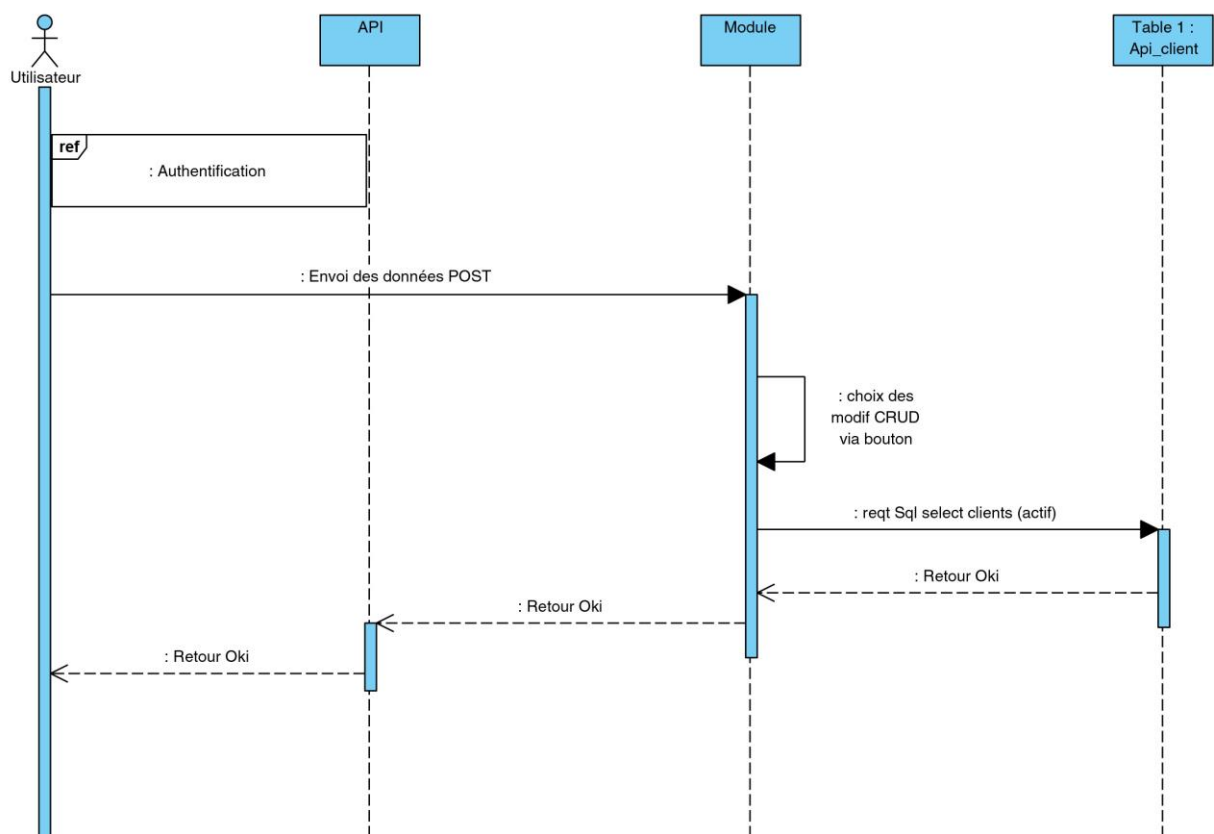 API
Module
Table 1 :
Api_client
Utilisateur
ref
: Authentification
: Envoi des données POST
: choix des
modif CRUD
via bouton
: reqt Sql select clients (actif)
: Retour Oki
: Retour Oki
: Retour Oki